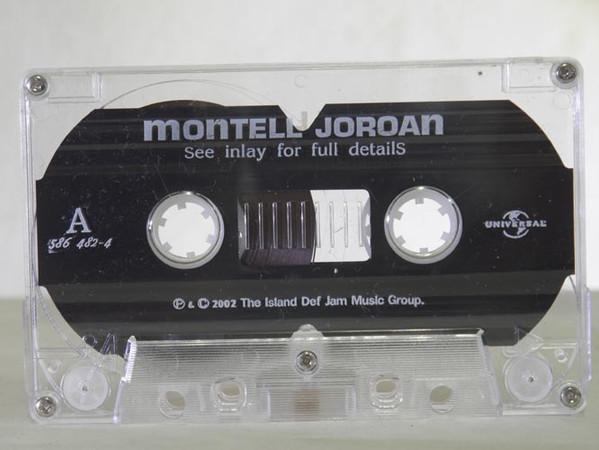 montell Jordan
See inlay for full details
A
586 482-4
UNIVERSAL
℗ & © 2002 The Island Def Jam Music Group.